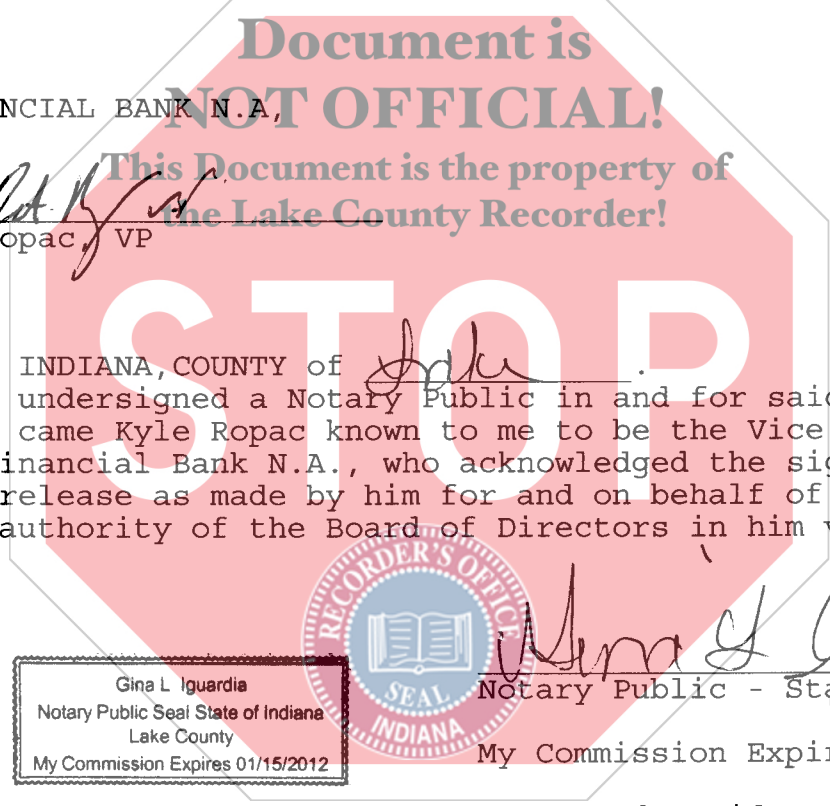 Document is
NOT OFFICIAL!
This Document is the property of
the Lake County Recorder!
NCIAL BANK N.A,
opac, VP
STOP
INDIANA, COUNTY of Lake .
undersigned a Notary Public in and for said
came Kyle Ropac known to me to be the Vice
inancial Bank N.A., who acknowledged the sig
release as made by him for and on behalf of
authority of the Board of Directors in him v
RECORDER'S OFFICE
SEAL
INDIANA
Gina L Iguardia
Notary Public Seal State of Indiana
Lake County
My Commission Expires 01/15/2012
Gina L
Notary Public - Sta
My Commission Expir